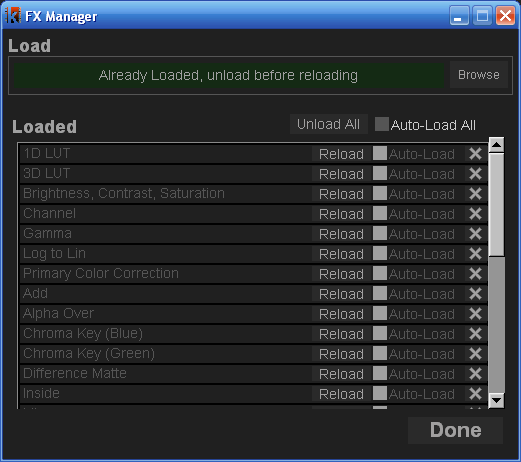 FX Manager
Load
Already Loaded, unload before reloading Browse
Loaded Unload All Auto-Load All
1D LUT Reload Auto-Load
3D LUT Reload Auto-Load
Brightness, Contrast, Saturation Reload Auto-Load
Channel Reload Auto-Load
Gamma Reload Auto-Load
Log to Lin Reload Auto-Load
Primary Color Correction Reload Auto-Load
Add Reload Auto-Load
Alpha Over Reload Auto-Load
Chroma Key (Blue) Reload Auto-Load
Chroma Key (Green) Reload Auto-Load
Difference Matte Reload Auto-Load
Inside Reload Auto-Load
Done